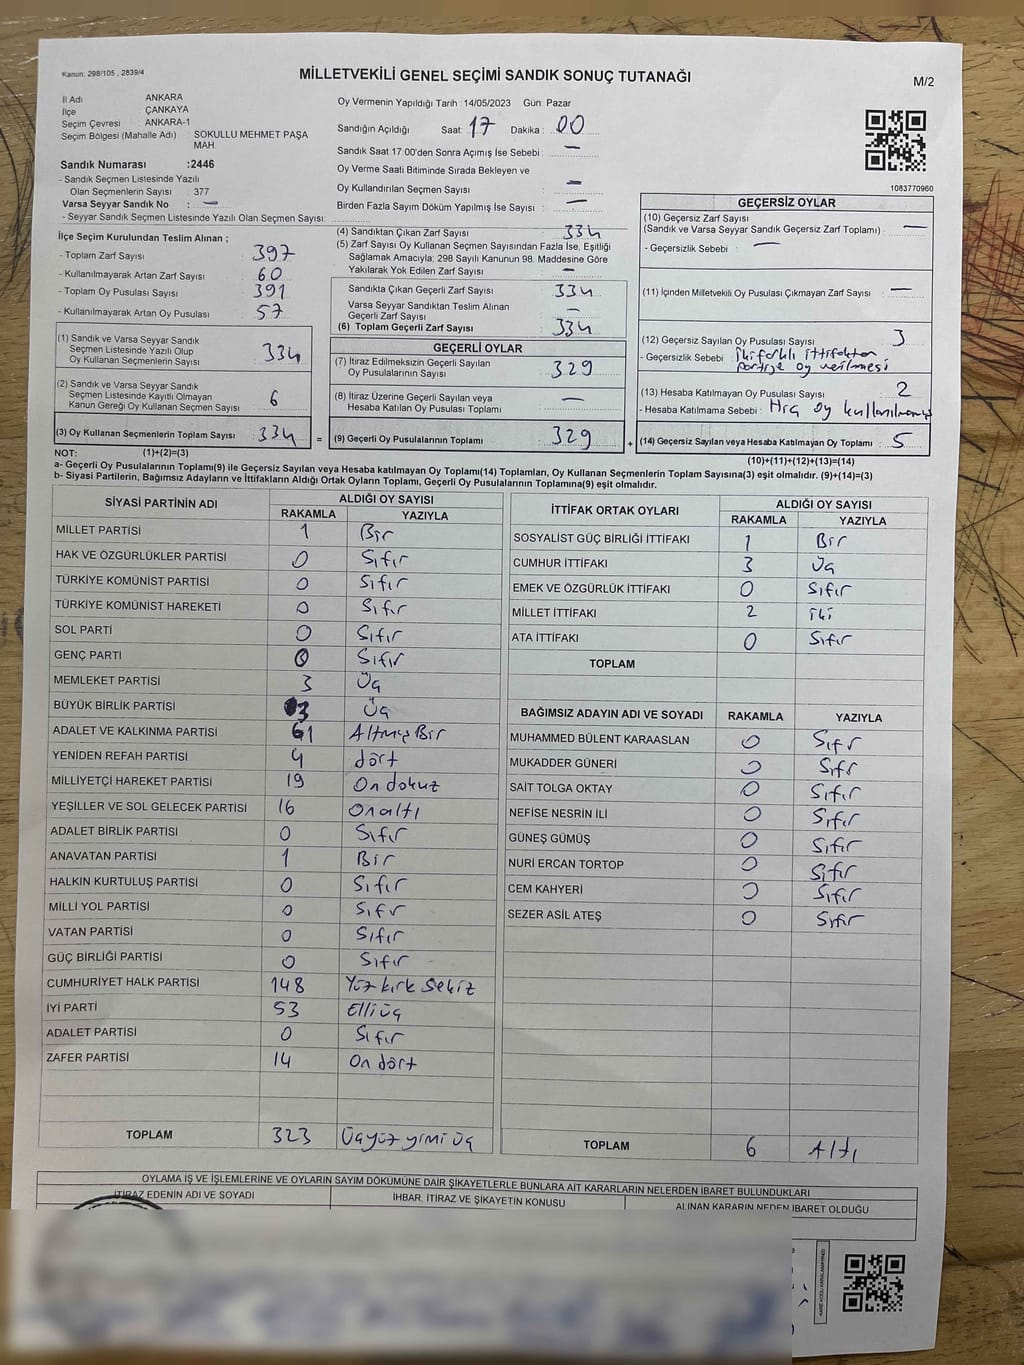 Kanun: 298/105 , 2839/4
MİLLETVEKİLİ GENEL SEÇİMİ SANDIK SONUÇ TUTANAĞI
M/2
İl Adı ANKARA
İlçe ÇANKAYA
Seçim Çevresi : ANKARA-1
Seçim Bölgesi (Mahalle Adı) : SOKULLU MEHMET PAŞA MAH.
Sandık Numarası :2446
- Sandık Seçmen Listesinde Yazılı
Olan Seçmenlerin Sayısı : 377
Varsa Seyyar Sandık No : —
- Seyyar Sandık Seçmen Listesinde Yazılı Olan Seçmen Sayısı:
Oy Vermenin Yapıldığı Tarih : 14/05/2023 Gün: Pazar
Sandığın Açıldığı Saat: 17 Dakika : 00
Sandık Saat 17:00'den Sonra Açımış İse Sebebi : —
Oy Verme Saati Bitiminde Sırada Bekleyen ve
Oy Kullandırılan Seçmen Sayısı : —
Birden Fazla Sayım Döküm Yapılmış İse Sayısı : —
1083770960
İlçe Seçim Kurulundan Teslim Alınan ;
- Toplam Zarf Sayısı : 397
- Kullanılmayarak Artan Zarf Sayısı : 60
- Toplam Oy Pusulası Sayısı : 391
- Kullanılmayarak Artan Oy Pusulası : 57
(1) Sandık ve Varsa Seyyar Sandık
Seçmen Listesinde Yazılı Olup
Oy Kullanan Seçmenlerin Sayısı : 334
(2) Sandık ve Varsa Seyyar Sandık
Seçmen Listesinde Kayıtlı Olmayan
Kanun Gereği Oy Kullanan Seçmen Sayısı : 6
(3) Oy Kullanan Seçmenlerin Toplam Sayısı : 334
(4) Sandıktan Çıkan Zarf Sayısı : 334
(5) Zarf Sayısı Oy Kullanan Seçmen Sayısından Fazla İse, Eşitliği
Sağlamak Amacıyla; 298 Sayılı Kanunun 98. Maddesine Göre
Yakılarak Yok Edilen Zarf Sayısı : —
Sandıkta Çıkan Geçerli Zarf Sayısı : 334
Varsa Seyyar Sandıktan Teslim Alınan
Geçerli Zarf Sayısı : —
(6) Toplam Geçerli Zarf Sayısı : 334
GEÇERLİ OYLAR
(7) İtiraz Edilmeksizin Geçerli Sayılan
Oy Pusulalarının Sayısı : 329
(8) İtiraz Üzerine Geçerli Sayılan veya
Hesaba Katılan Oy Pusulası Toplamı : —
= (9) Geçerli Oy Pusulalarının Toplamı : 329
GEÇERSİZ OYLAR
(10) Geçersiz Zarf Sayısı
(Sandık ve Varsa Seyyar Sandık Geçersiz Zarf Toplamı) : —
- Geçersizlik Sebebi : —
(11) İçinden Milletvekili Oy Pusulası Çıkmayan Zarf Sayısı : —
(12) Geçersiz Sayılan Oy Pusulası Sayısı : 3
- Geçersizlik Sebebi : iki farklı ittifaktan
partiye oy verilmesi
(13) Hesaba Katılmayan Oy Pusulası Sayısı : 2
- Hesaba Katılmama Sebebi : Hiç oy kullanılmamış
+ (14) Geçersiz Sayılan veya Hesaba Katılmayan Oy Toplamı : 5
NOT: (1)+(2)=(3)
(10)+(11)+(12)+(13)=(14)
a- Geçerli Oy Pusulalarının Toplamı(9) ile Geçersiz Sayılan veya Hesaba katılmayan Oy Toplamı(14) Toplamları, Oy Kullanan Seçmenlerin Toplam Sayısına(3) eşit olmalıdır. (9)+(14)=(3)
b- Siyasi Partilerin, Bağımsız Adayların ve İttifakların Aldığı Ortak Oyların Toplamı, Geçerli Oy Pusulalarının Toplamına(9) eşit olmalıdır.
SİYASİ PARTİNİN ADI ALDIĞI OY SAYISI
RAKAMLA YAZIYLA
MİLLET PARTİSİ 1 Bir
HAK VE ÖZGÜRLÜKLER PARTİSİ 0 Sıfır
TÜRKİYE KOMÜNİST PARTİSİ 0 Sıfır
TÜRKİYE KOMÜNİST HAREKETİ 0 Sıfır
SOL PARTİ 0 Sıfır
GENÇ PARTİ 0 Sıfır
MEMLEKET PARTİSİ 3 Üç
BÜYÜK BİRLİK PARTİSİ 3 Üç
ADALET VE KALKINMA PARTİSİ 61 Altmış Bir
YENİDEN REFAH PARTİSİ 4 dört
MİLLİYETÇİ HAREKET PARTİSİ 19 On dokuz
YEŞİLLER VE SOL GELECEK PARTİSİ 16 Onaltı
ADALET BİRLİK PARTİSİ 0 Sıfır
ANAVATAN PARTİSİ 1 Bir
HALKIN KURTULUŞ PARTİSİ 0 Sıfır
MİLLİ YOL PARTİSİ 0 Sıfır
VATAN PARTİSİ 0 Sıfır
GÜÇ BİRLİĞİ PARTİSİ 0 Sıfır
CUMHURİYET HALK PARTİSİ 148 Yüz kırk sekiz
İYİ PARTİ 53 Elli üç
ADALET PARTİSİ 0 Sıfır
ZAFER PARTİSİ 14 On dört
TOPLAM 323 Üçyüz yirmi üç
İTTİFAK ORTAK OYLARI ALDIĞI OY SAYISI
RAKAMLA YAZIYLA
SOSYALİST GÜÇ BİRLİĞİ İTTİFAKI 1 Bir
CUMHUR İTTİFAKI 3 Üç
EMEK VE ÖZGÜRLÜK İTTİFAKI 0 Sıfır
MİLLET İTTİFAKI 2 iki
ATA İTTİFAKI 0 Sıfır
TOPLAM
BAĞIMSIZ ADAYIN ADI VE SOYADI RAKAMLA YAZIYLA
MUHAMMED BÜLENT KARAASLAN 0 Sıfır
MUKADDER GÜNERİ 0 Sıfır
SAİT TOLGA OKTAY 0 Sıfır
NEFİSE NESRİN İLİ 0 Sıfır
GÜNEŞ GÜMÜŞ 0 Sıfır
NURİ ERCAN TORTOP 0 Sıfır
CEM KAHYERİ 0 Sıfır
SEZER ASİL ATEŞ 0 Sıfır
TOPLAM 6 Altı
OYLAMA İŞ VE İŞLEMLERİNE VE OYLARIN SAYIM DÖKÜMÜNE DAİR ŞİKAYETLERLE BUNLARA AİT KARARLARIN NELERDEN İBARET BULUNDUKLARI
İTİRAZ EDENİN ADI VE SOYADI İHBAR, İTİRAZ VE ŞİKAYETİN KONUSU ALINAN KARARIN NEDEN İBARET OLDUĞU